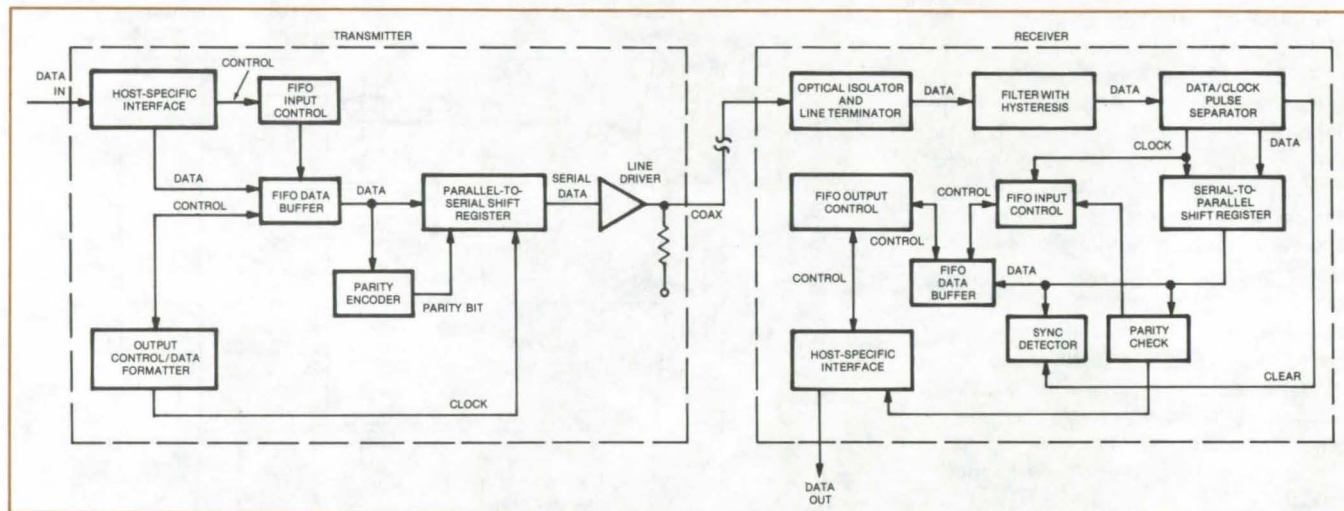 TRANSMITTER
DATA
IN
HOST-SPECIFIC
INTERFACE
CONTROL
FIFO
INPUT
CONTROL
DATA
CONTROL
FIFO DATA
BUFFER
DATA
PARALLEL-TO-
SERIAL SHIFT
REGISTER
SERIAL
DATA
LINE
DRIVER
COAX
PARITY
ENCODER
PARITY BIT
OUTPUT
CONTROL/DATA
FORMATTER
CLOCK
RECEIVER
OPTICAL ISOLATOR
AND
LINE TERMINATOR
DATA
FILTER WITH
HYSTERESIS
DATA
DATA/CLOCK
PULSE
SEPARATOR
CLOCK
DATA
FIFO OUTPUT
CONTROL
CONTROL
CONTROL
FIFO INPUT
CONTROL
SERIAL-TO-
PARALLEL
SHIFT REGISTER
CONTROL
FIFO
DATA
BUFFER
DATA
HOST-SPECIFIC
INTERFACE
SYNC
DETECTOR
PARITY
CHECK
CLEAR
DATA
OUT